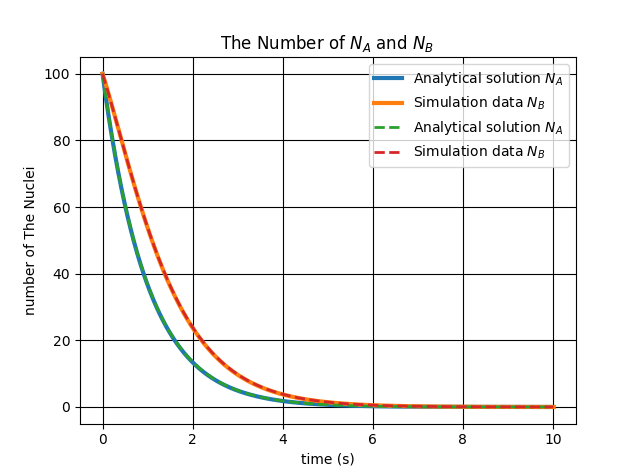 The Number of N_A and N_B
Analytical solution N_A
Simulation data N_B
Analytical solution N_A
Simulation data N_B
number of The Nuclei
100
80
60
40
20
0
0 2 4 6 8 10
time (s)